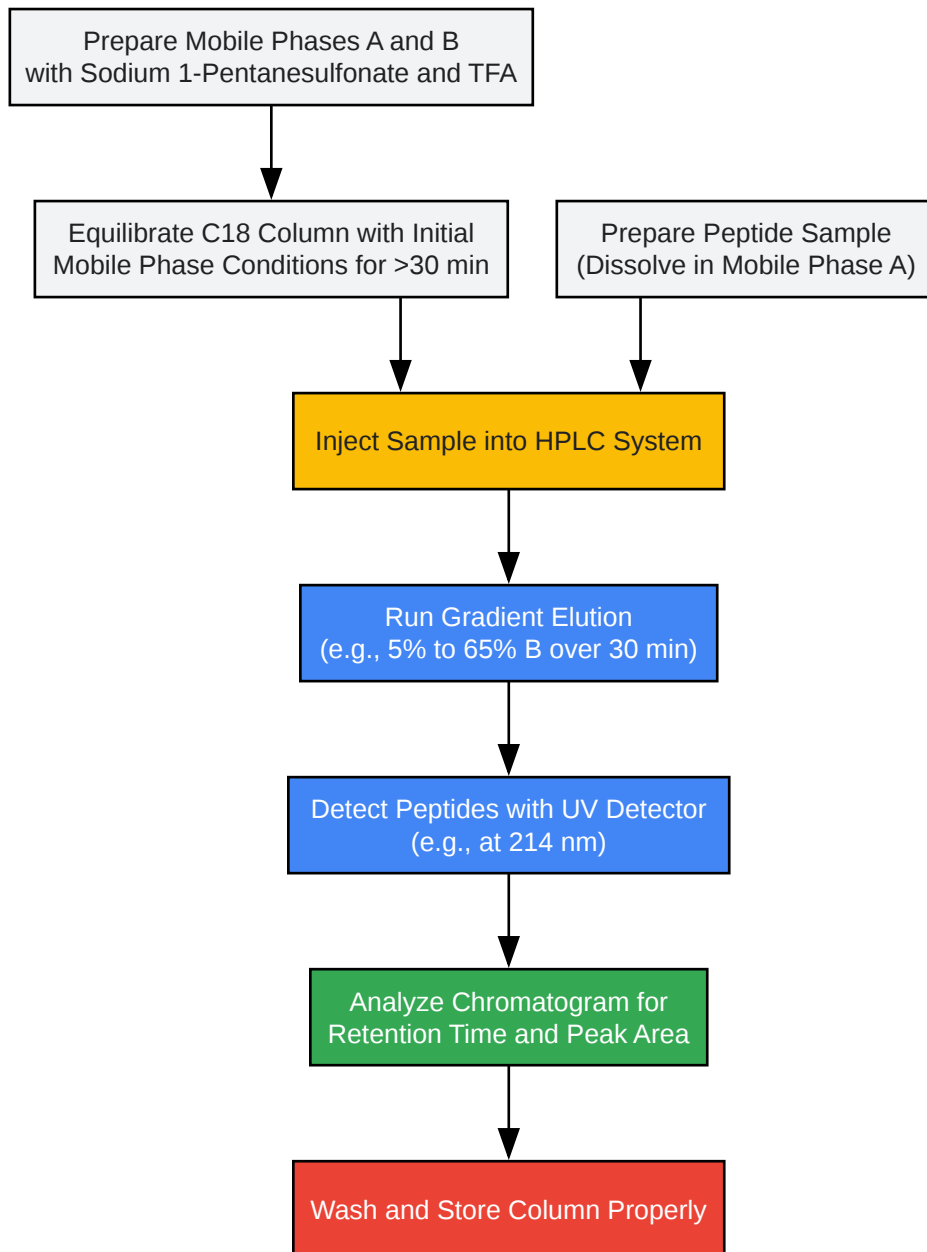 Prepare Mobile Phases A and B
with Sodium 1-Pentanesulfonate and TFA
Equilibrate C18 Column with Initial
Mobile Phase Conditions for >30 min
Prepare Peptide Sample
(Dissolve in Mobile Phase A)
Inject Sample into HPLC System
Run Gradient Elution
(e.g., 5% to 65% B over 30 min)
Detect Peptides with UV Detector
(e.g., at 214 nm)
Analyze Chromatogram for
Retention Time and Peak Area
Wash and Store Column Properly